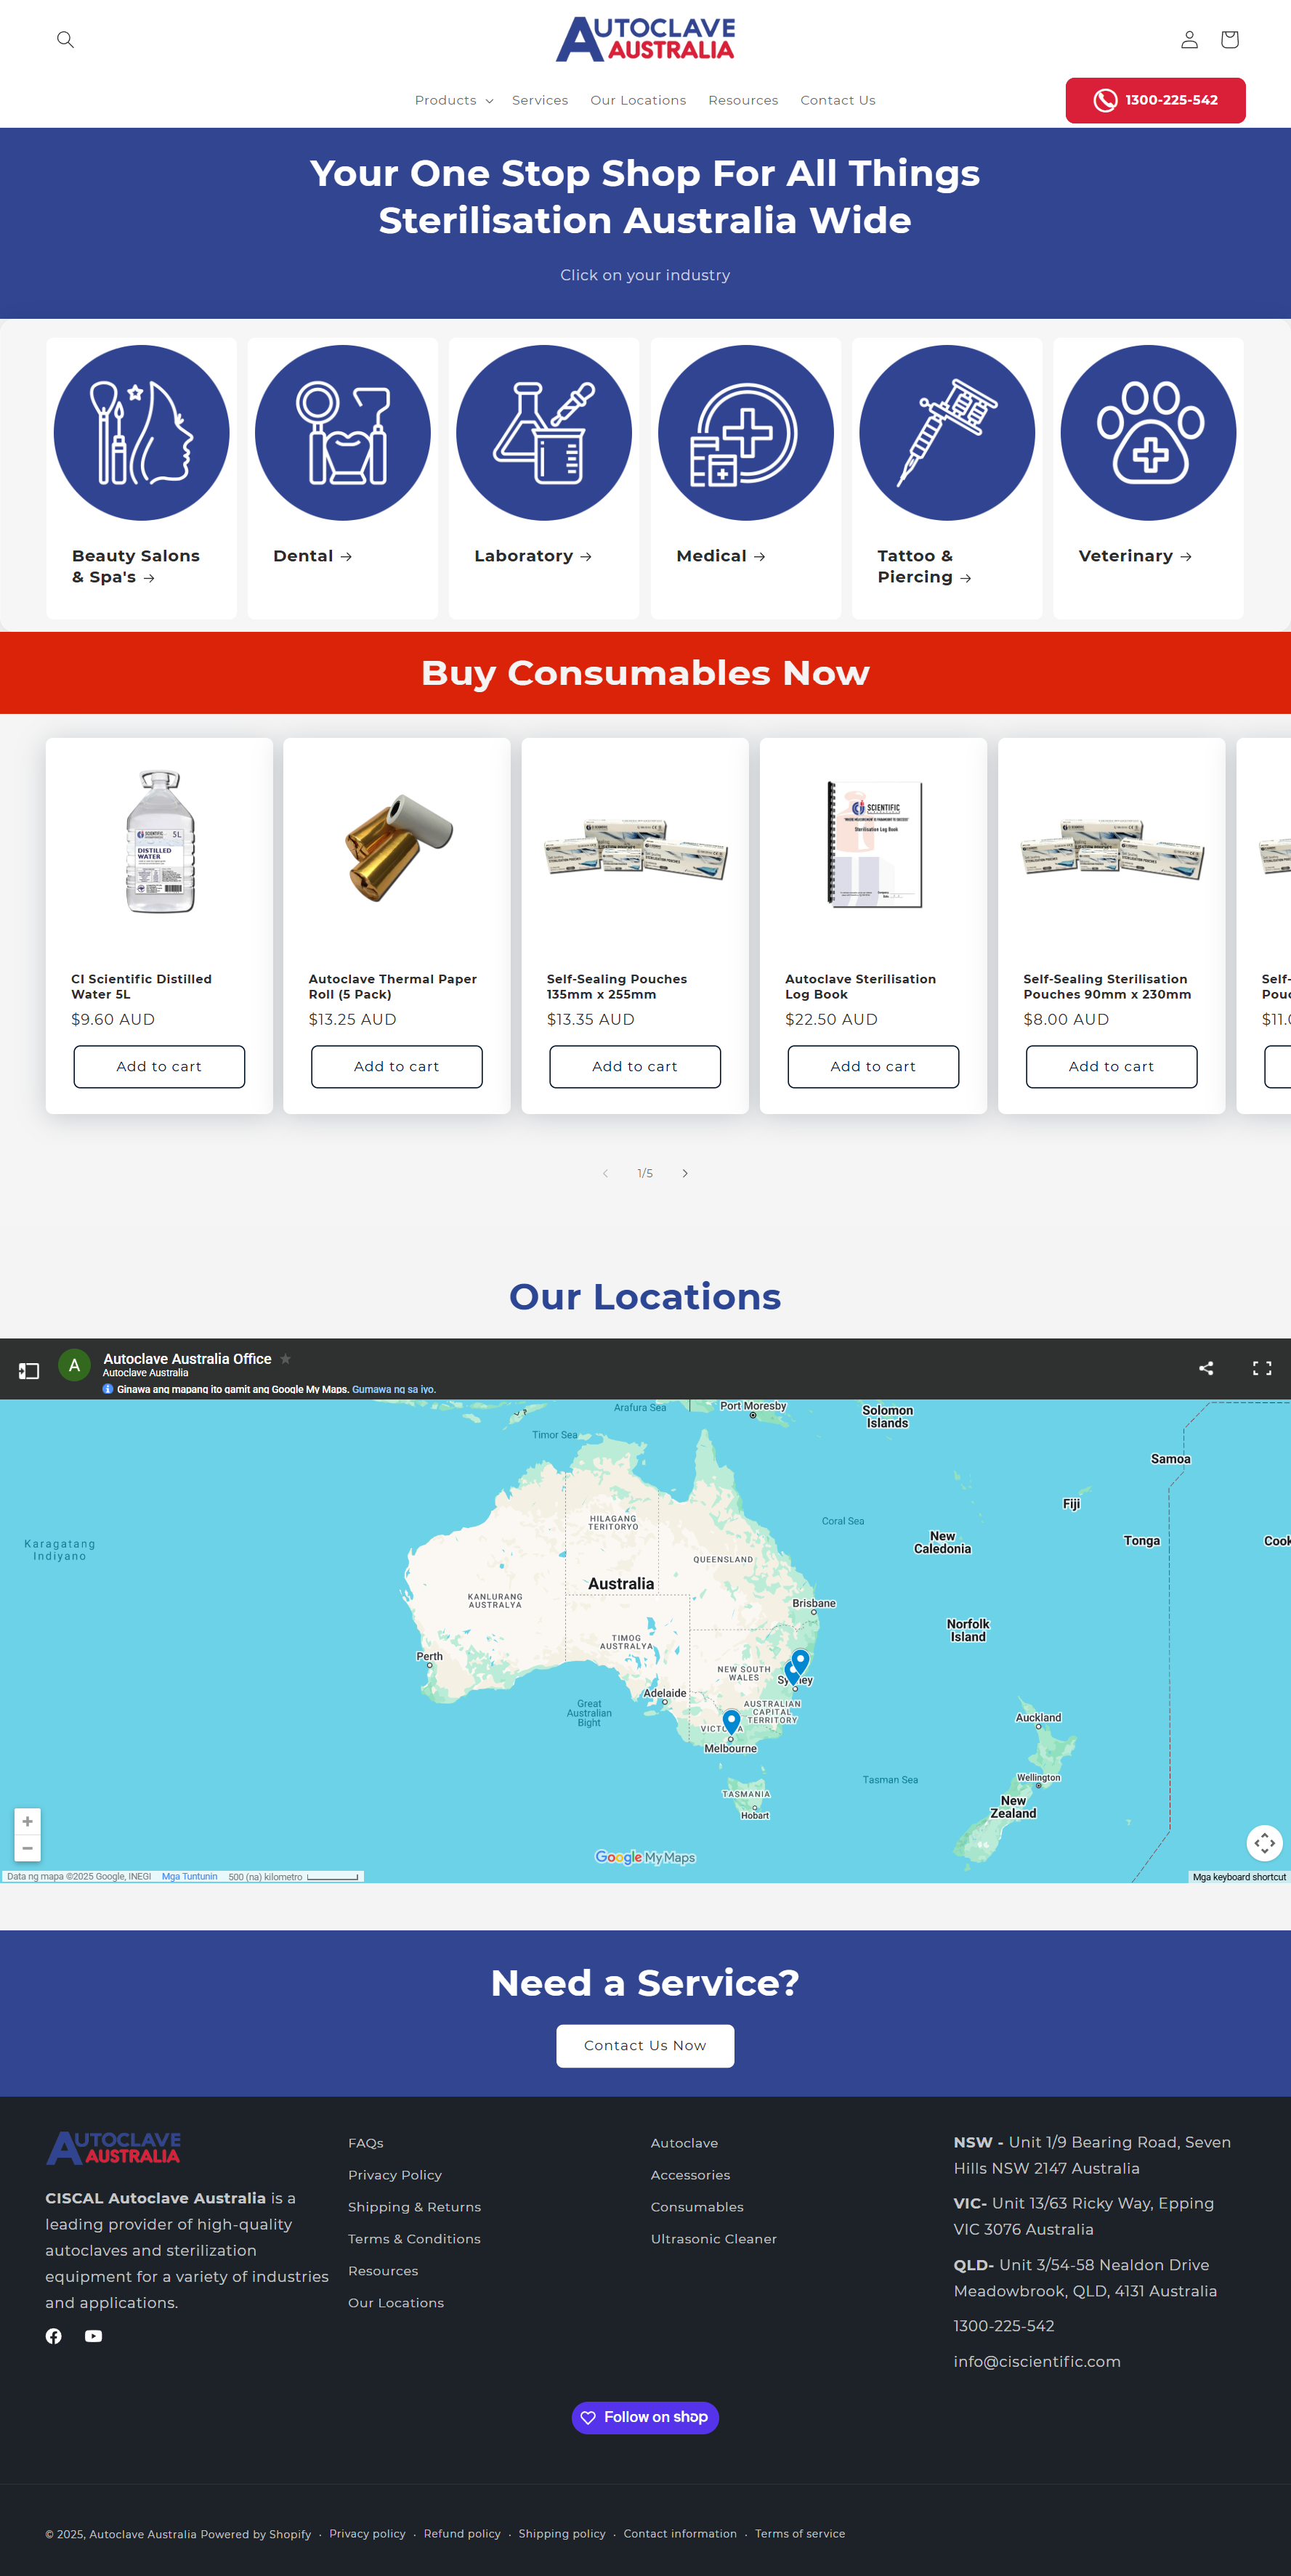 AUTOCLAVE
AUSTRALIA
Products
Services
Our Locations
Resources
Contact Us
1300-225-542
Your One Stop Shop For All Things
Sterilisation Australia Wide
Click on your industry
Beauty Salons
& Spa's →
Dental →
Laboratory →
Medical →
Tattoo &
Piercing →
Veterinary →
Buy Consumables Now
SCIENTIFIC
5L
DISTILLED
WATER
SCIENTIFIC
Sterilisation Log Book
CI Scientific Distilled
Water 5L
$9.60 AUD
Add to cart
Autoclave Thermal Paper
Roll (5 Pack)
$13.25 AUD
Add to cart
Self-Sealing Pouches
135mm x 255mm
$13.35 AUD
Add to cart
Autoclave Sterilisation
Log Book
$22.50 AUD
Add to cart
Self-Sealing Sterilisation
Pouches 90mm x 230mm
$8.00 AUD
Add to cart
Self-
Pouc
$11.0
1/5
Our Locations
A
Autoclave Australia Office
Autoclave Australia
Ginawa ang mapang ito gamit ang Google My Maps. Gumawa ng sa iyo.
Arafura Sea
Port Moresby
Solomon
Islands
Timor Sea
Samoa
Fiji
HILAGANG
TERITORYO
Coral Sea
Karagatang
Indiyano
New
Caledonia
Tonga
Cook
QUEENSLAND
Australia
KANLURANG
AUSTRALYA
Brisbane
Norfolk
Island
TIMOG
AUSTRALYA
Perth
NEW SOUTH
WALES
Sydney
Adelaide
Great
Australian
Bight
AUSTRALIAN
CAPITAL
TERRITORY
Auckland
VICTORIA
Melbourne
Tasman Sea
Wellington
TASMANIA
New
Zealand
Hobart
Google My Maps
Data ng mapa ©2025 Google, INEGI
Mga Tuntunin
500 (na) kilometro
Mga keyboard shortcut
Need a Service?
Contact Us Now
AUTOCLAVE
AUSTRALIA
CISCAL Autoclave Australia is a
leading provider of high-quality
autoclaves and sterilization
equipment for a variety of industries
and applications.
FAQs
Privacy Policy
Shipping & Returns
Terms & Conditions
Resources
Our Locations
Autoclave
Accessories
Consumables
Ultrasonic Cleaner
NSW - Unit 1/9 Bearing Road, Seven
Hills NSW 2147 Australia
VIC- Unit 13/63 Ricky Way, Epping
VIC 3076 Australia
QLD- Unit 3/54-58 Nealdon Drive
Meadowbrook, QLD, 4131 Australia
1300-225-542
info@ciscientific.com
Follow on shop
© 2025, Autoclave Australia Powered by Shopify · Privacy policy · Refund policy · Shipping policy · Contact information · Terms of service